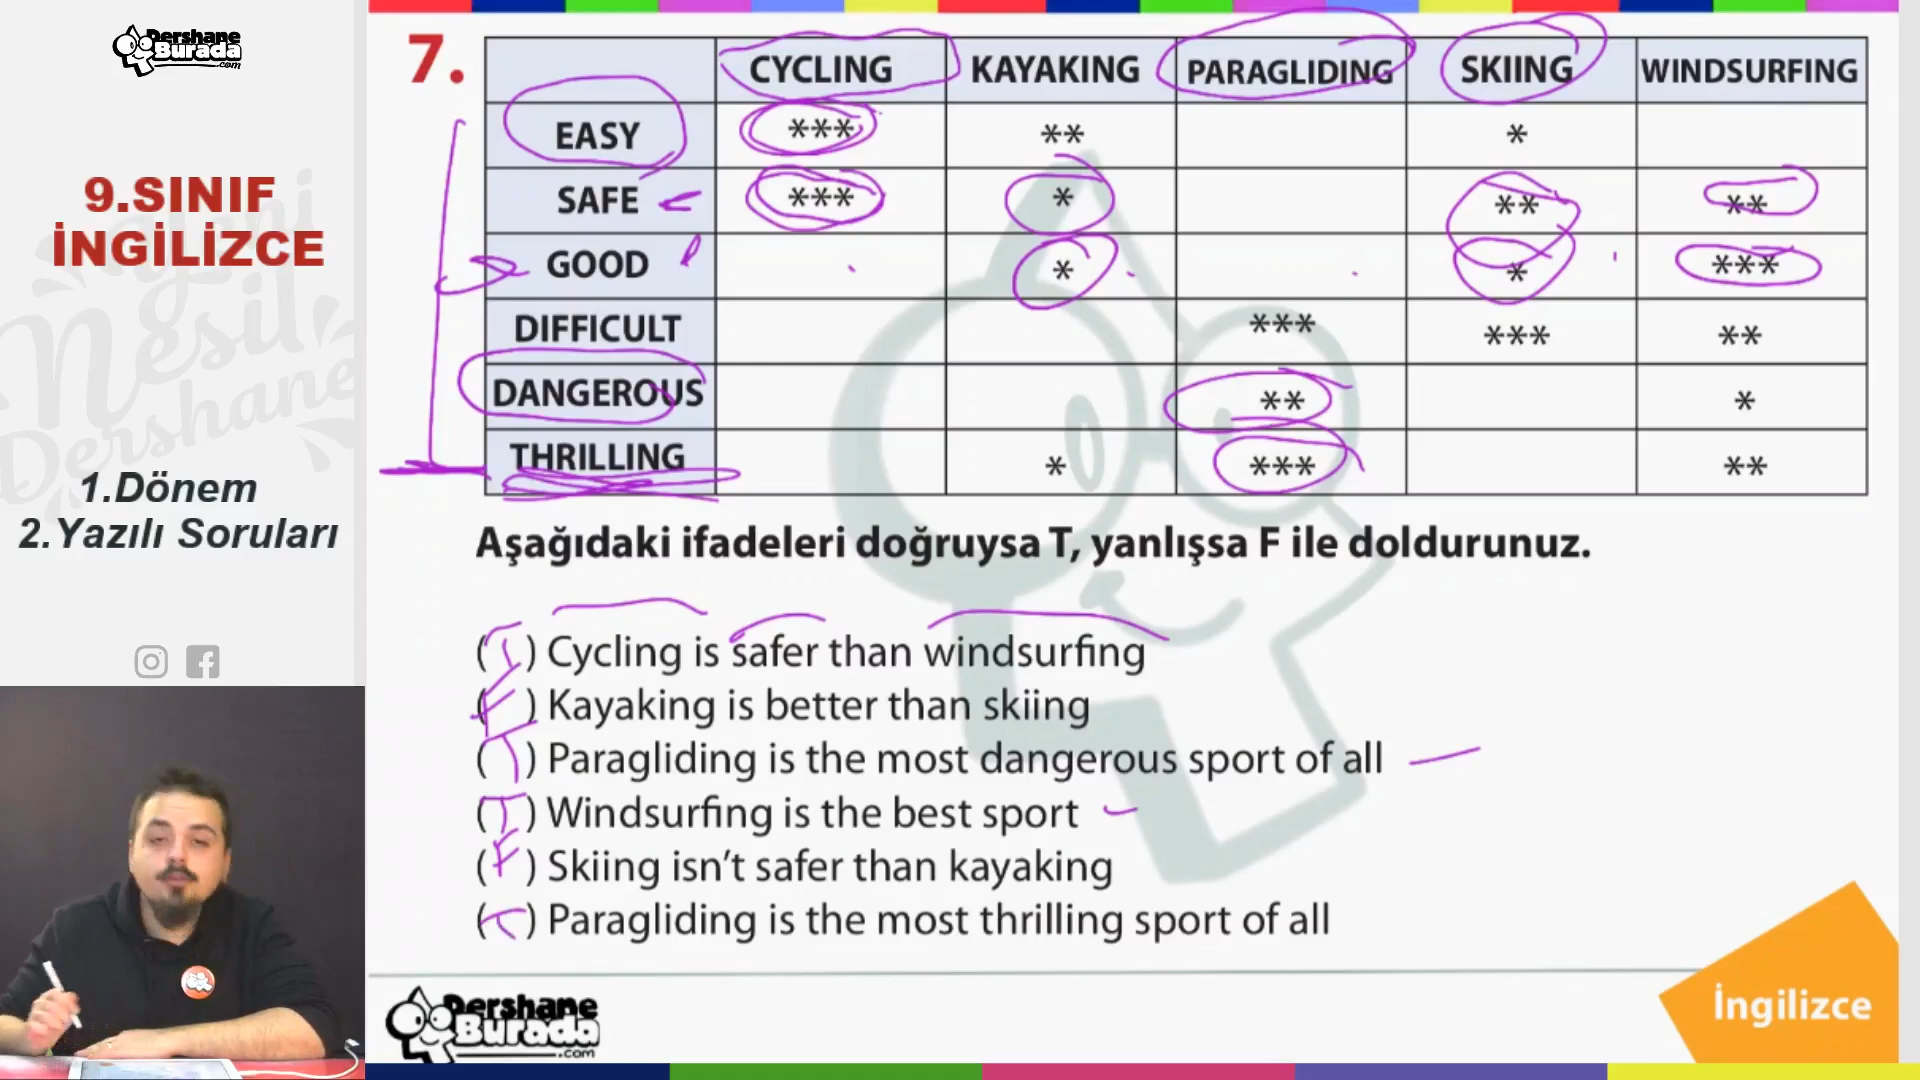 Dershane
Burada
.com
9.SINIF
İNGİLİZCE
Yeni
Nesil
Dershane
1.Dönem
2.Yazılı Soruları
7.
CYCLING KAYAKING PARAGLIDING SKIING WINDSURFING
EASY *** ** *
SAFE *** * ** **
GOOD * * ***
DIFFICULT *** *** **
DANGEROUS ** *
THRILLING * *** **
Aşağıdaki ifadeleri doğruysa T, yanlışsa F ile doldurunuz.
(T) Cycling is safer than windsurfing
(F) Kayaking is better than skiing
(T) Paragliding is the most dangerous sport of all
(T) Windsurfing is the best sport
(F) Skiing isn't safer than kayaking
(T) Paragliding is the most thrilling sport of all
Dershane
Burada
.com
İngilizce